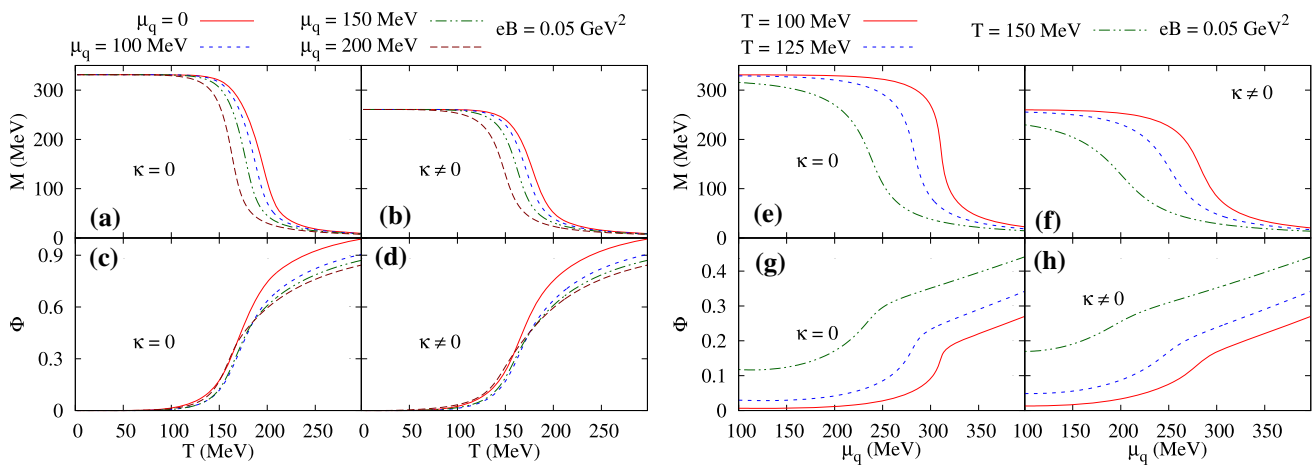 μq = 0
μq = 100 MeV
μq = 150 MeV
μq = 200 MeV
eB = 0.05 GeV²
T = 100 MeV
T = 125 MeV
T = 150 MeV
eB = 0.05 GeV²
M (MeV)
300
200
100
0
κ = 0
(a)
κ ≠ 0
(b)
Φ
0.9
0.6
0.3
0
(c)
κ = 0
(d)
κ ≠ 0
0 50 100 150 200 250
T (MeV)
0 50 100 150 200 250
T (MeV)
M (MeV)
300
200
100
0
κ = 0
(e)
κ ≠ 0
(f)
Φ
0.4
0.3
0.2
0.1
0
(g)
κ = 0
(h)
κ ≠ 0
100 150 200 250 300 350
μq (MeV)
100 150 200 250 300 350
μq (MeV)